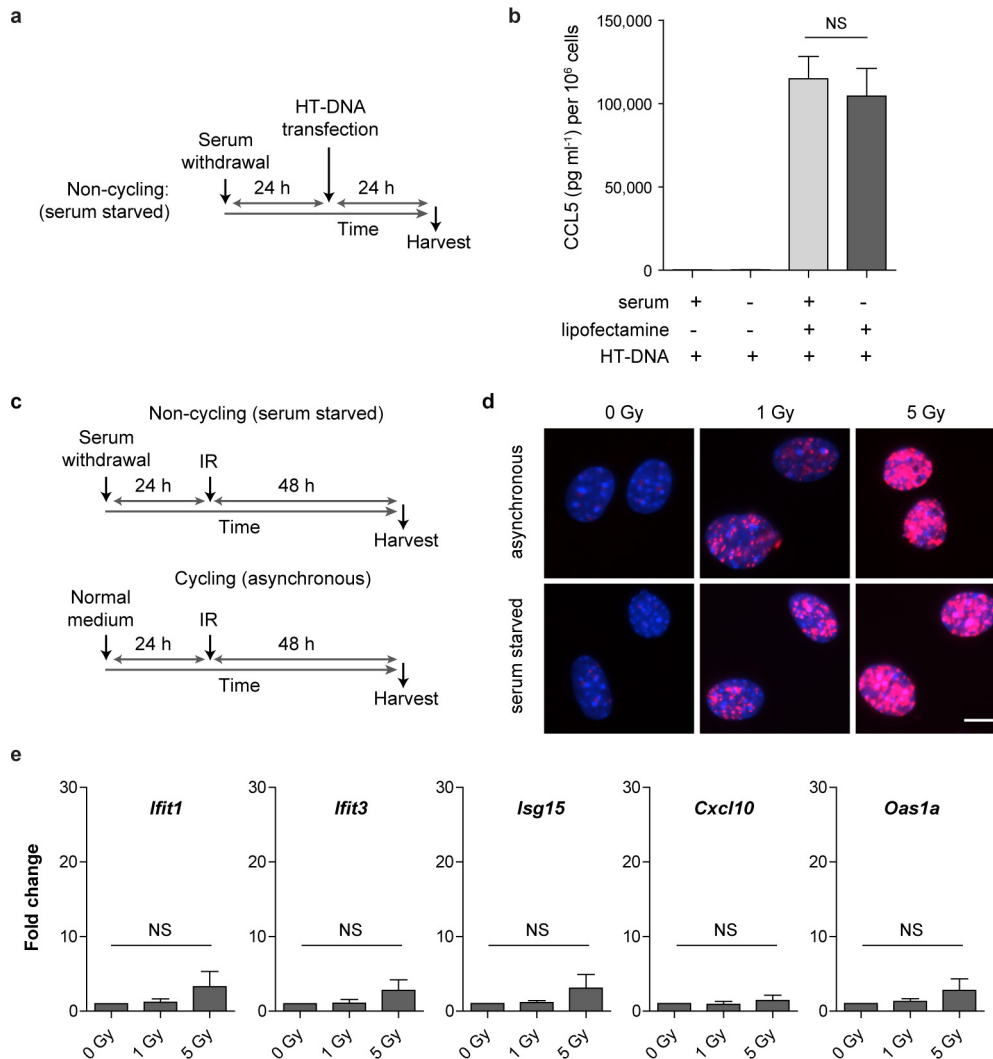 a
HT-DNA
transfection
Serum
withdrawal
24 h
24 h
Non-cycling:
(serum starved)
Time
Harvest
b
NS
150,000
100,000
50,000
0
CCL5 (pg ml⁻¹) per 10⁶ cells
serum + - + -
lipofectamine - - + +
HT-DNA + + + +
c
Non-cycling (serum starved)
Serum
withdrawal
IR
24 h
48 h
Time
Harvest
Cycling (asynchronous)
Normal
medium
IR
24 h
48 h
Time
Harvest
d
0 Gy 1 Gy 5 Gy
asynchronous
serum starved
e
Fold change
30
20
10
0
Ifit1
NS
0 Gy 1 Gy 5 Gy
30
20
10
0
Ifit3
NS
0 Gy 1 Gy 5 Gy
30
20
10
0
Isg15
NS
0 Gy 1 Gy 5 Gy
30
20
10
0
Cxcl10
NS
0 Gy 1 Gy 5 Gy
30
20
10
0
Oas1a
NS
0 Gy 1 Gy 5 Gy